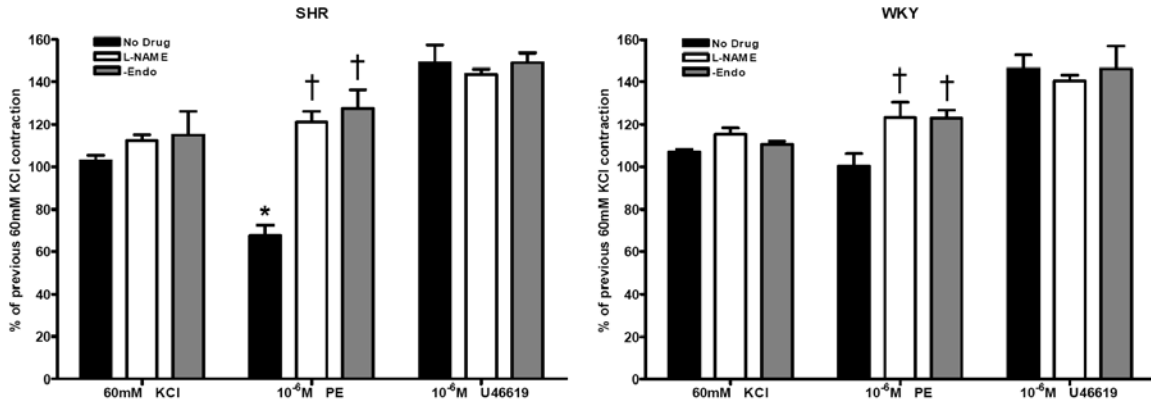 SHR
% of previous 60mM KCl contraction
160
140
120
100
80
60
40
20
0
No Drug
L-NAME
-Endo
*
†
†
60mM KCl
10⁻⁶M PE
10⁻⁶M U46619
WKY
% of previous 60mM KCl contraction
160
140
120
100
80
60
40
20
0
No Drug
L-NAME
-Endo
†
†
60mM KCl
10⁻⁶M PE
10⁻⁶M U46619